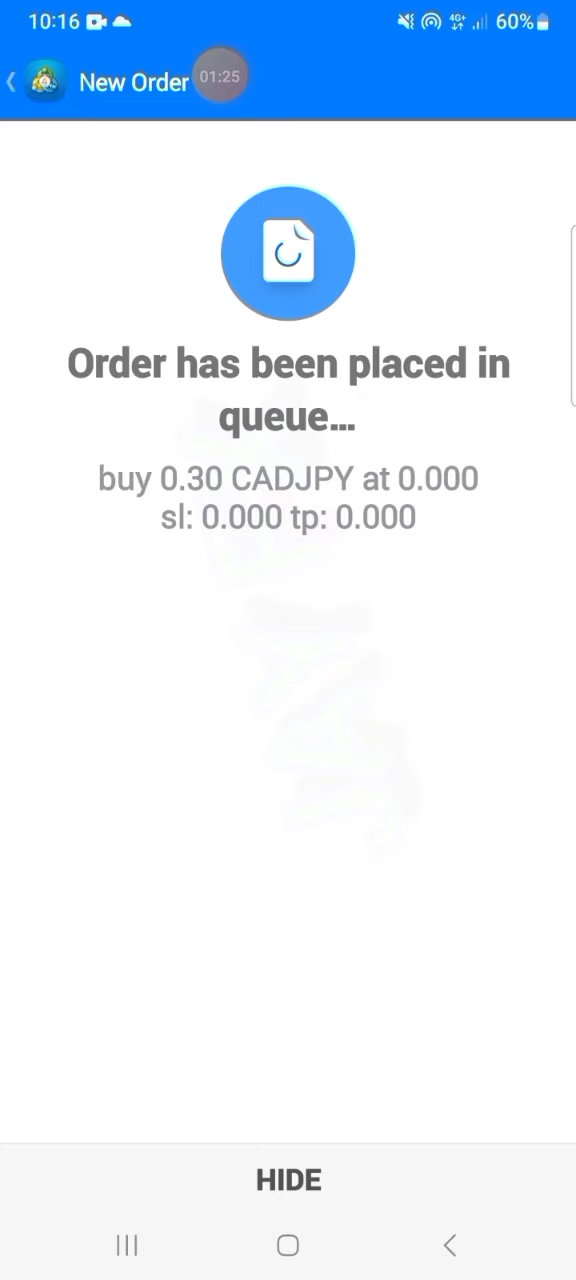 10:16
4G+
60%
New Order
01:25
Order has been placed in
queue...
buy 0.30 CADJPY at 0.000
sl: 0.000 tp: 0.000
HIDE